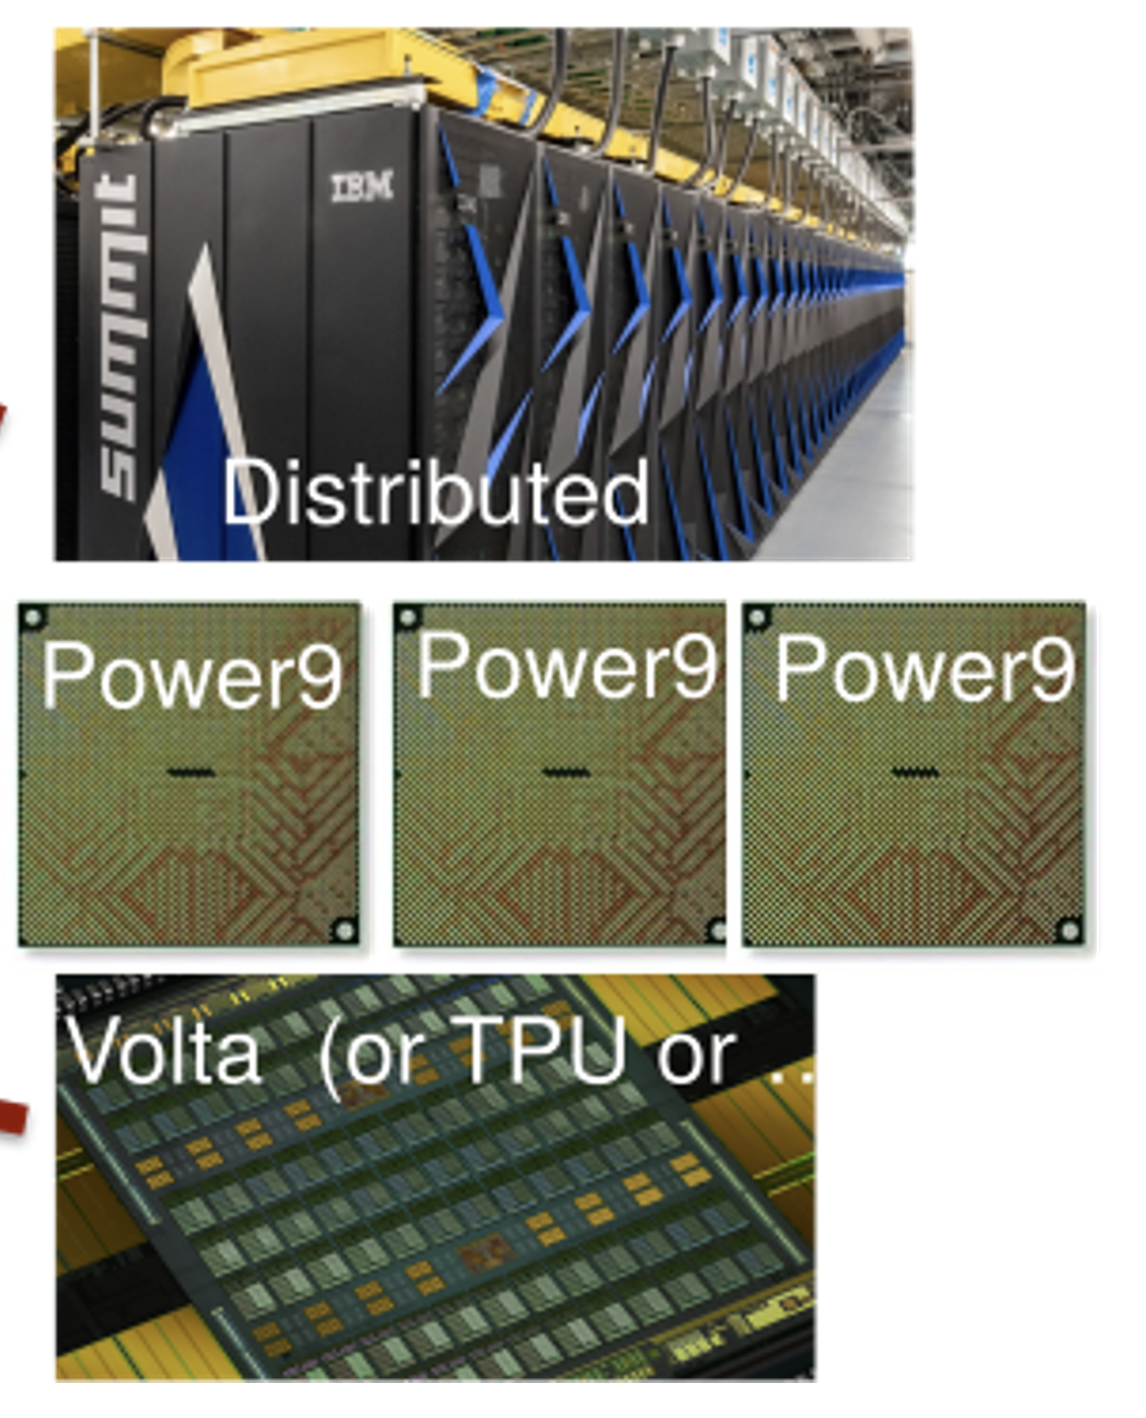 summit
IBM
Distributed
Power9 Power9 Power9
Volta (or TPU or ..